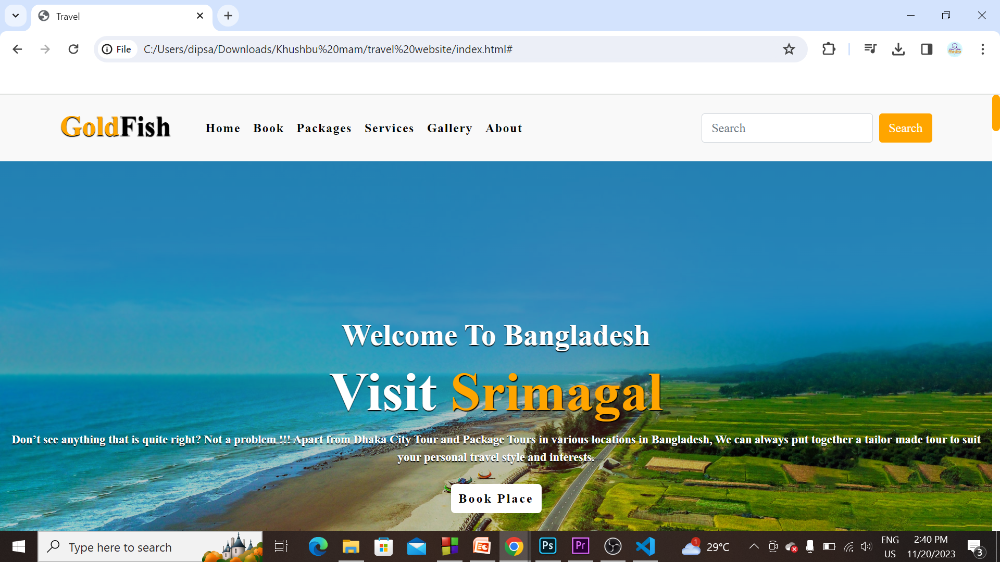 Travel
File C:/Users/dipsa/Downloads/Khushbu%20mam/travel%20website/index.html#
GoldFish Home Book Packages Services Gallery About Search Search
Welcome To Bangladesh
Visit Srimagal
Don’t see anything that is quite right? Not a problem !!! Apart from Dhaka City Tour and Package Tours in various locations in Bangladesh, We can always put together a tailor-made tour to suit
your personal travel style and interests.
Book Place
Type here to search Ps Pr 1 29°C ENG 2:40 PM
US 11/20/2023 3